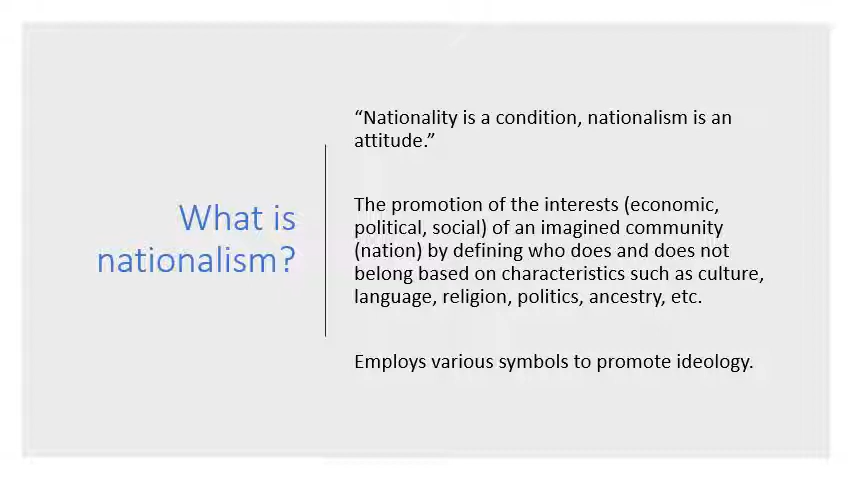 What is
nationalism?
“Nationality is a condition, nationalism is an
attitude.”
The promotion of the interests (economic,
political, social) of an imagined community
(nation) by defining who does and does not
belong based on characteristics such as culture,
language, religion, politics, ancestry, etc.
Employs various symbols to promote ideology.